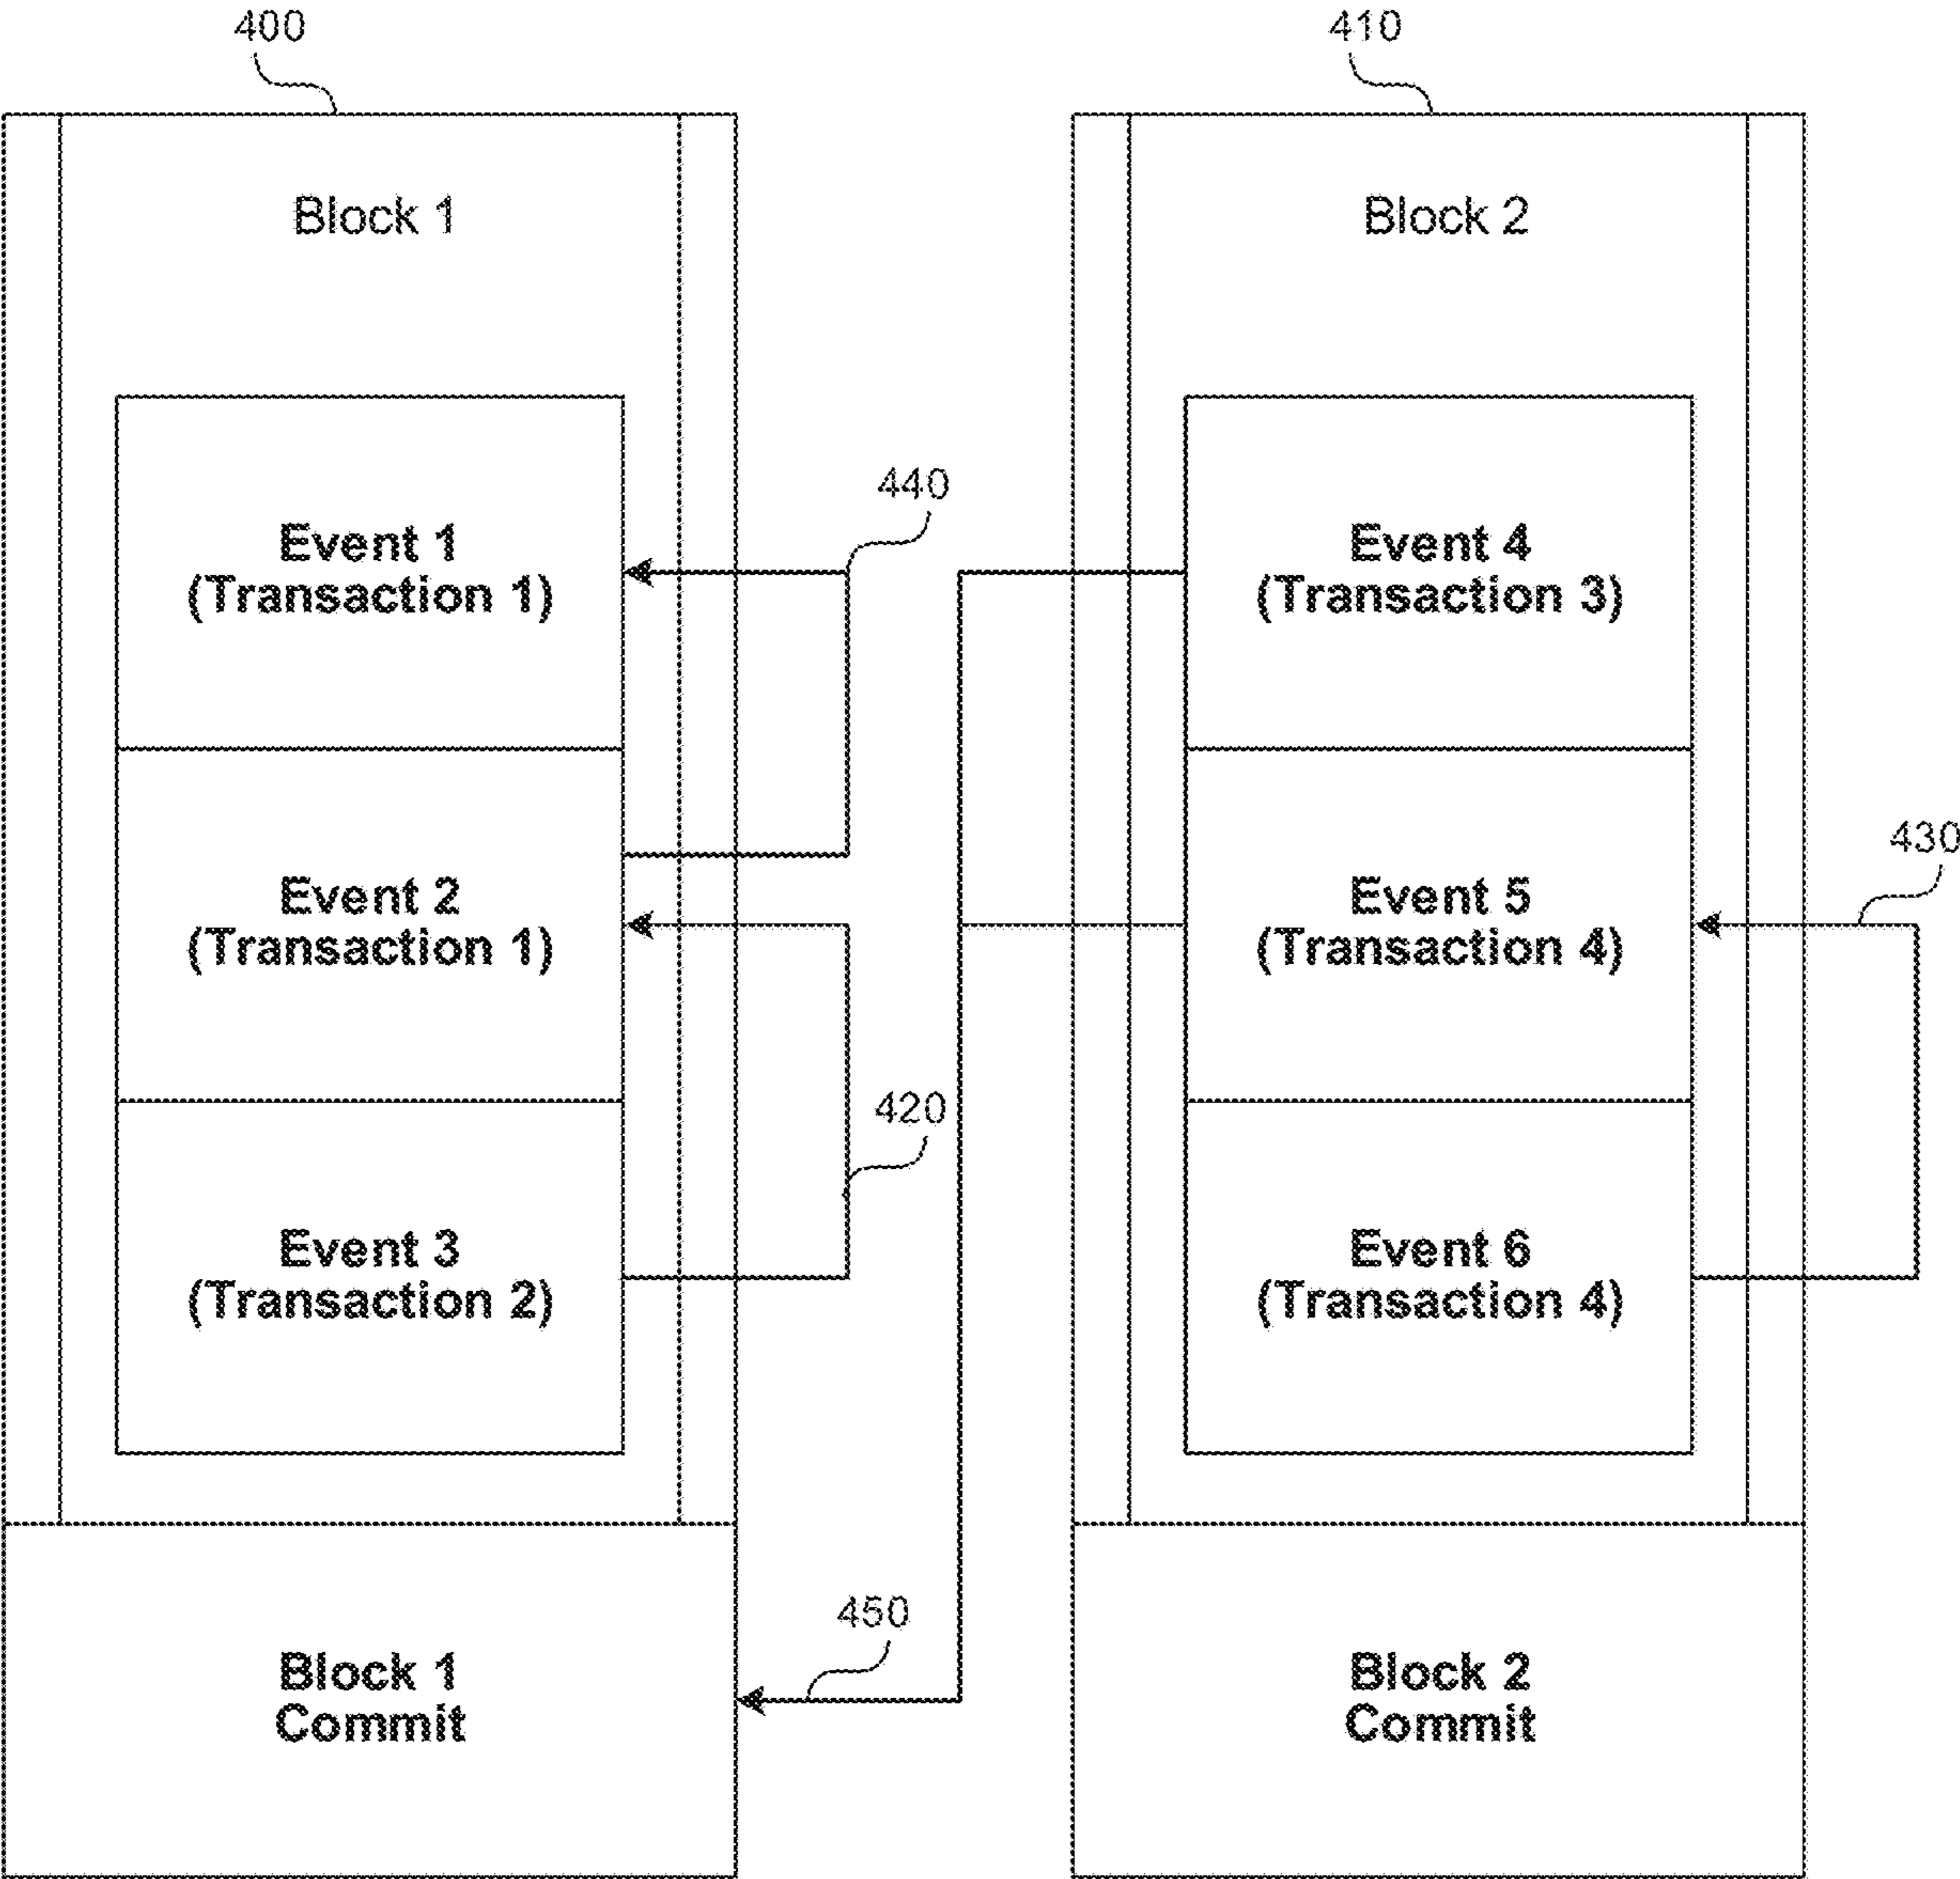 400
410
Block 1
Block 2
440
Event 1
(Transaction 1)
Event 4
(Transaction 3)
430
Event 2
(Transaction 1)
Event 5
(Transaction 4)
420
Event 3
(Transaction 2)
Event 6
(Transaction 4)
450
Block 1
Commit
Block 2
Commit